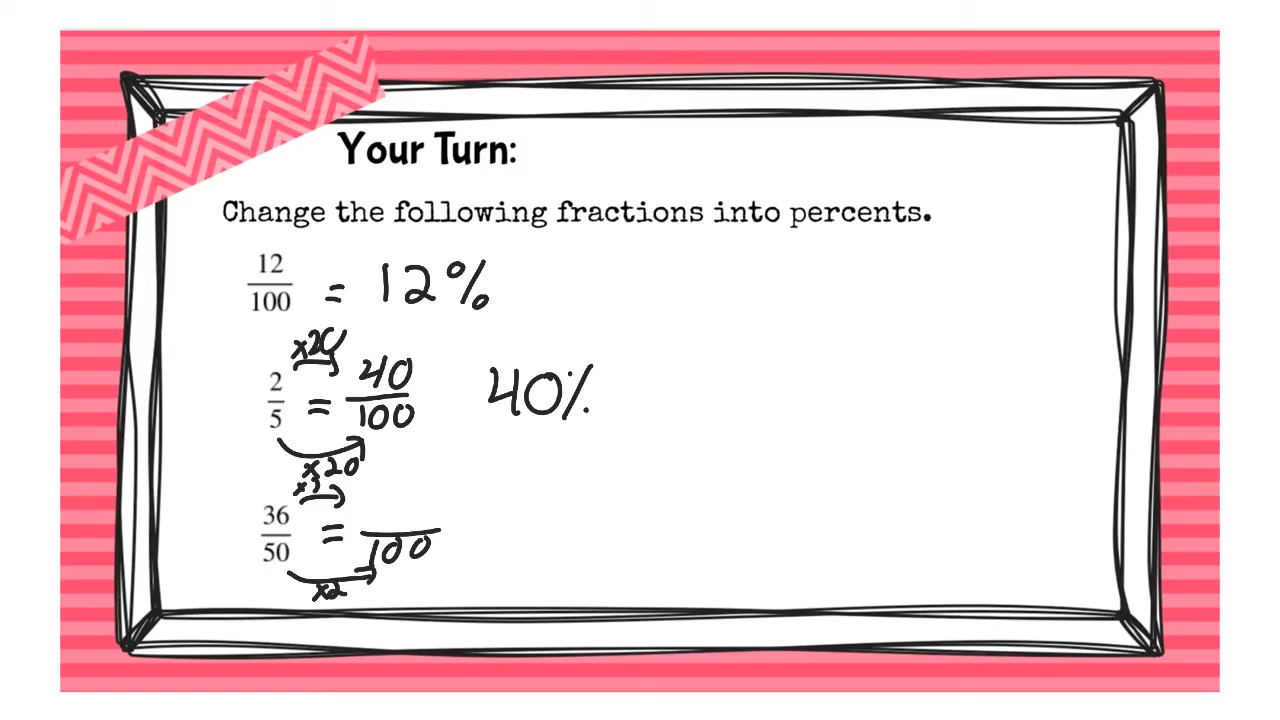 Your Turn:
Change the following fractions into percents.
12/100 = 12%
x20
2/5 = 40/100 40%
x20
36/50 = /100
x2